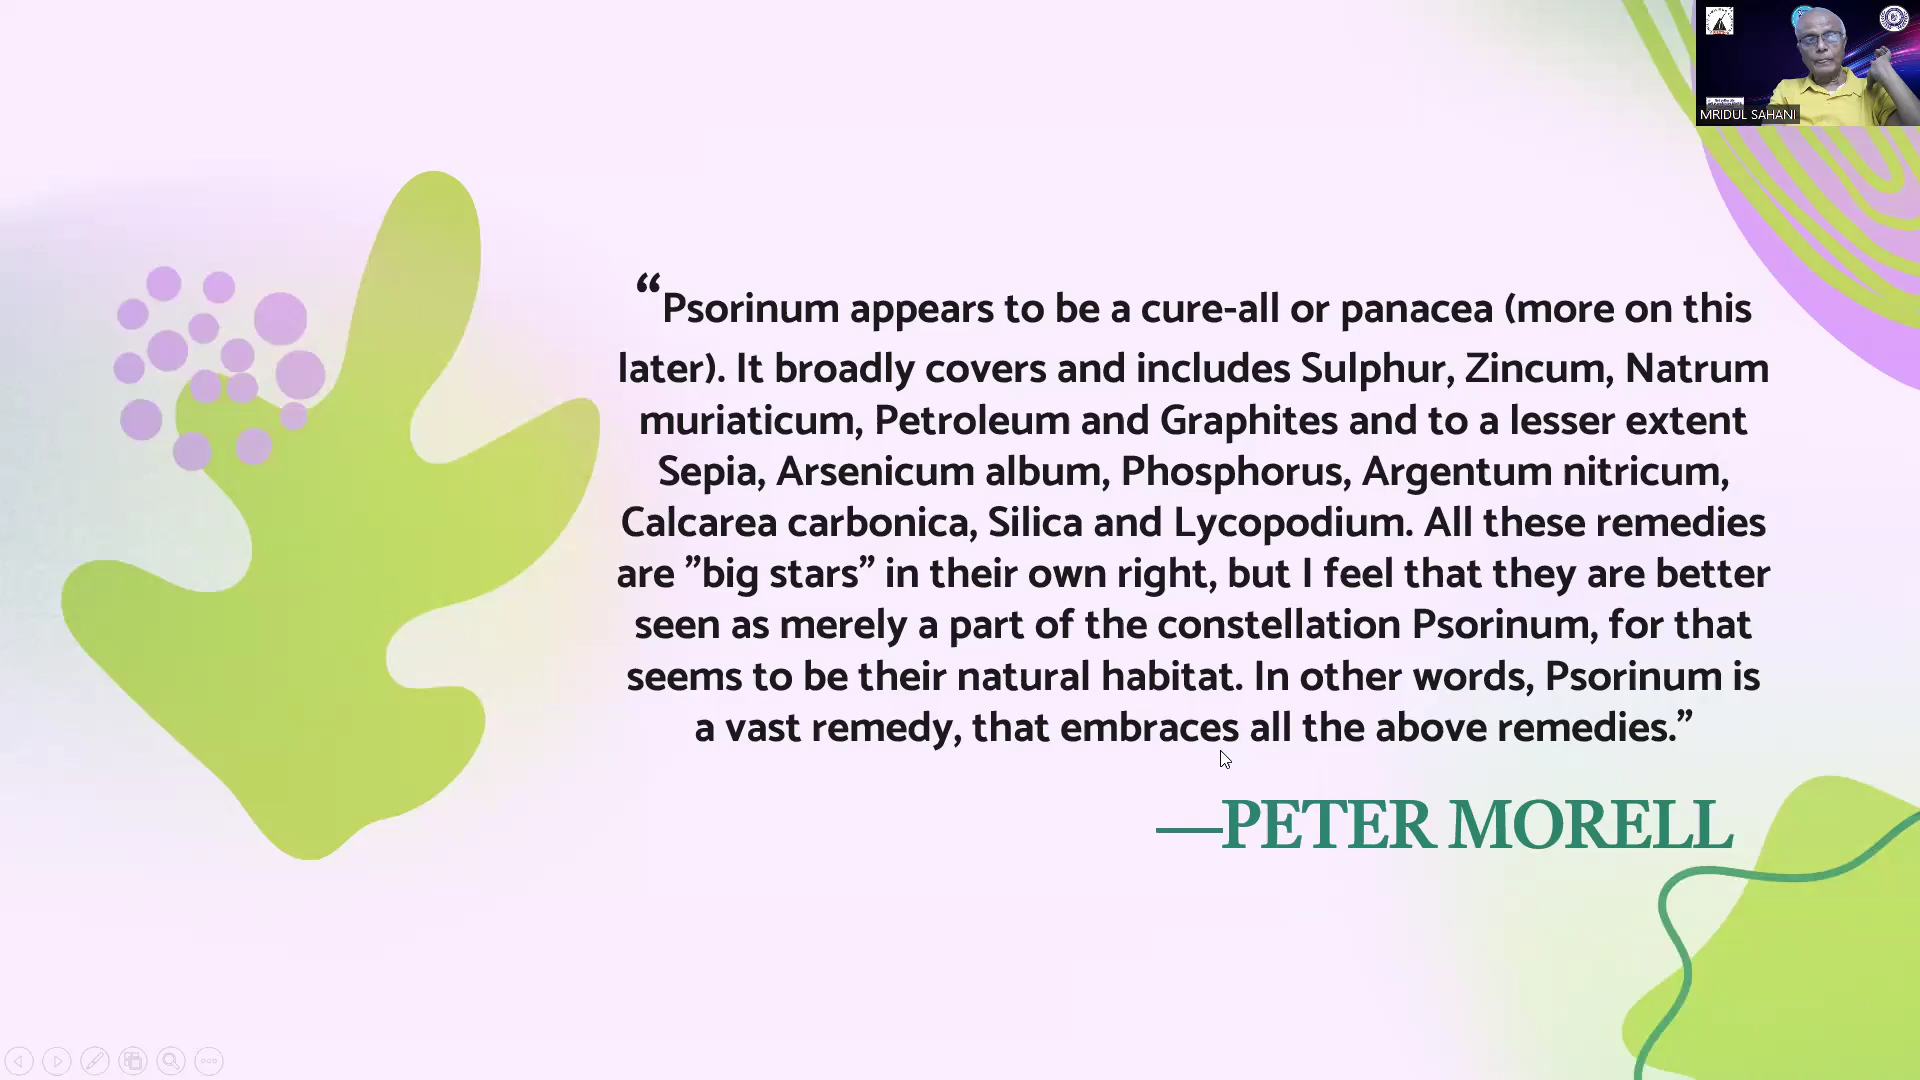 “Psorinum appears to be a cure-all or panacea (more on this
later). It broadly covers and includes Sulphur, Zincum, Natrum
muriaticum, Petroleum and Graphites and to a lesser extent
Sepia, Arsenicum album, Phosphorus, Argentum nitricum,
Calcarea carbonica, Silica and Lycopodium. All these remedies
are ”big stars” in their own right, but I feel that they are better
seen as merely a part of the constellation Psorinum, for that
seems to be their natural habitat. In other words, Psorinum is
a vast remedy, that embraces all the above remedies.”
—PETER MORELL
MRIDUL SAHANI